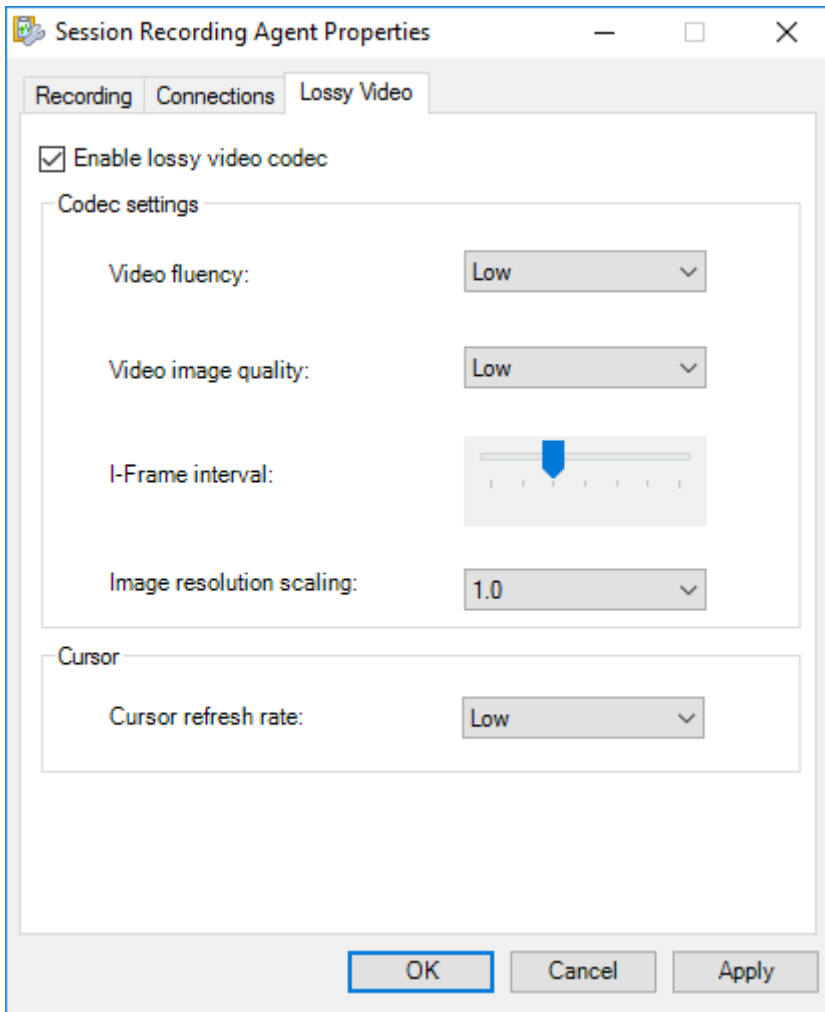 Session Recording Agent Properties
Recording Connections Lossy Video
Enable lossy video codec
Codec settings
Video fluency: Low
Video image quality: Low
I-Frame interval:
Image resolution scaling: 1.0
Cursor
Cursor refresh rate: Low
OK Cancel Apply